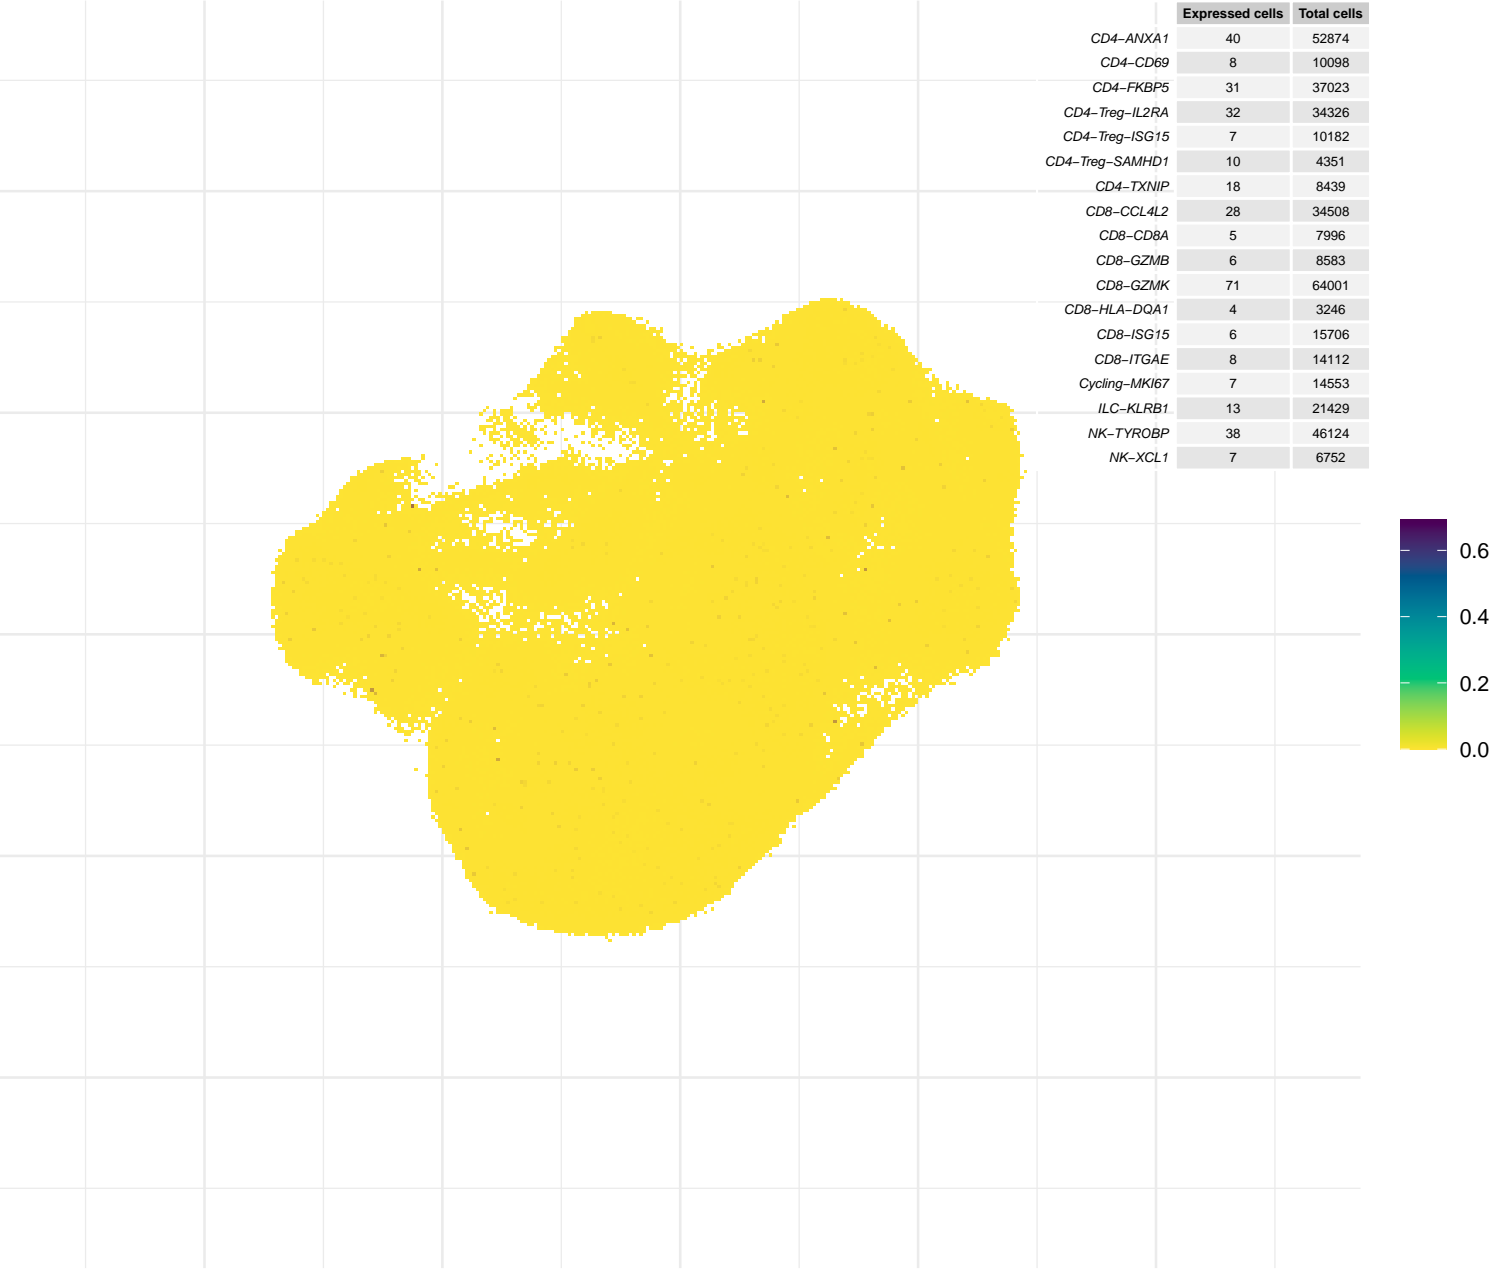 Expressed cells Total cells
CD4−ANXA1 40 52874
CD4−CD69 8 10098
CD4−FKBP5 31 37023
CD4−Treg−IL2RA 32 34326
CD4−Treg−ISG15 7 10182
CD4−Treg−SAMHD1 10 4351
CD4−TXNIP 18 8439
CD8−CCL4L2 28 34508
CD8−CD8A 5 7996
CD8−GZMB 6 8583
CD8−GZMK 71 64001
CD8−HLA−DQA1 4 3246
CD8−ISG15 6 15706
CD8−ITGAE 8 14112
Cycling−MKI67 7 14553
ILC−KLRB1 13 21429
NK−TYROBP 38 46124
NK−XCL1 7 6752
0.6
0.4
0.2
0.0